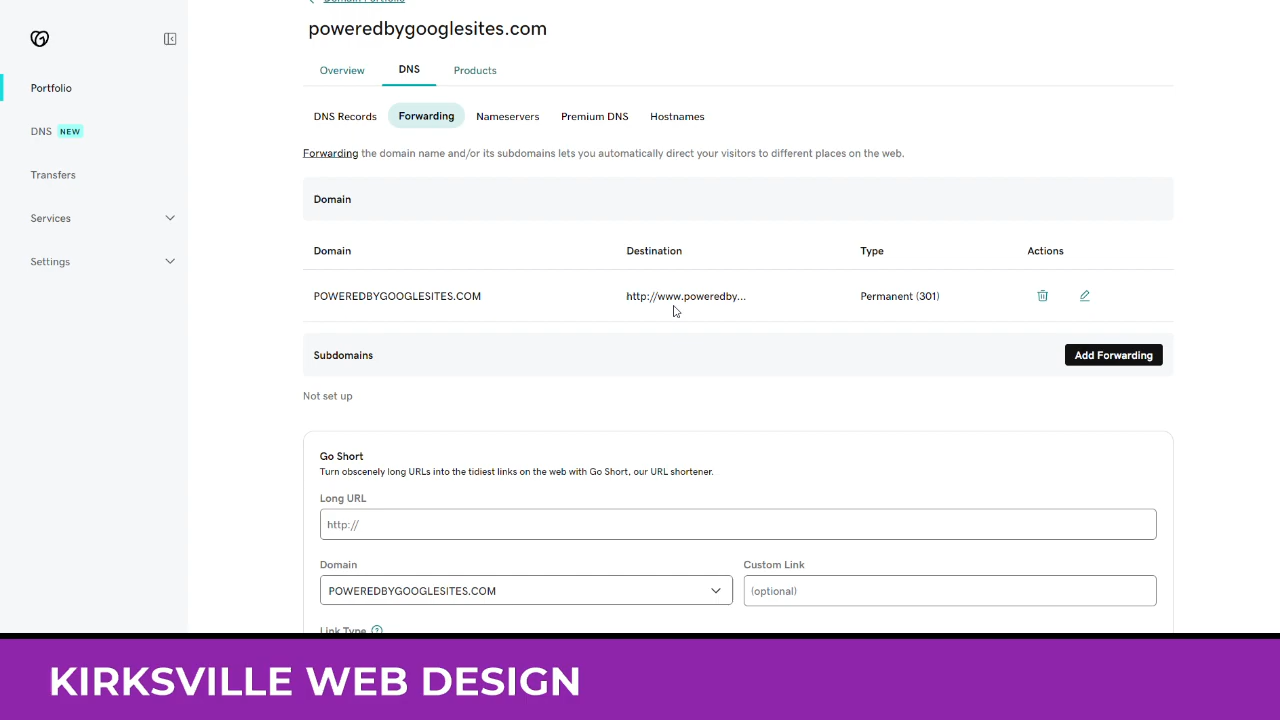 Domain Portfolio
poweredbygooglesites.com
Overview DNS Products
Portfolio
DNS Records Forwarding Nameservers Premium DNS Hostnames
DNS NEW
Forwarding the domain name and/or its subdomains lets you automatically direct your visitors to different places on the web.
Transfers
Domain
Services
Domain Destination Type Actions
Settings
POWEREDBYGOOGLESITES.COM http://www.poweredby... Permanent (301)
Subdomains Add Forwarding
Not set up
Go Short
Turn obscenely long URLs into the tidiest links on the web with Go Short, our URL shortener.
Long URL
http://
Domain Custom Link
POWEREDBYGOOGLESITES.COM (optional)
Link Type
KIRKSVILLE WEB DESIGN